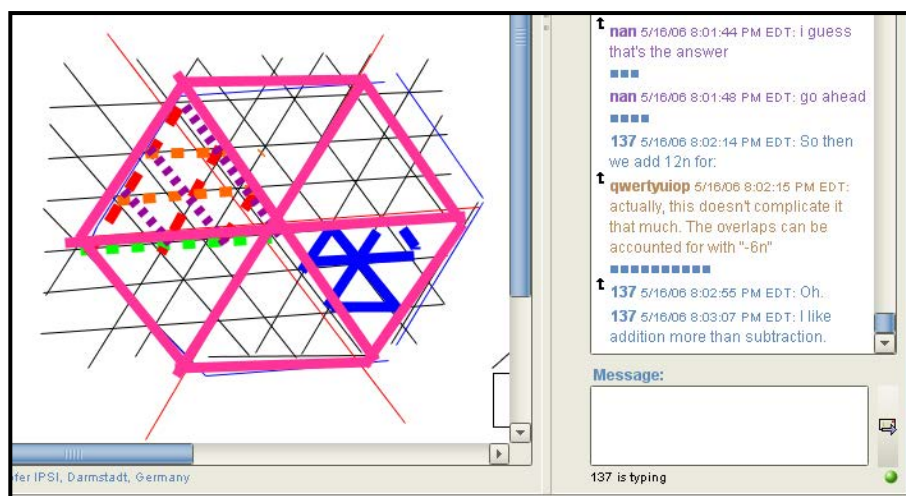 nan 5/16/06 8:01:44 PM EDT: i guess
that's the answer
nan 5/16/06 8:01:48 PM EDT: go ahead
137 5/16/06 8:02:14 PM EDT: So then
we add 12n for:
qwertyuiop 5/16/06 8:02:15 PM EDT:
actually, this doesn't complicate it
that much. The overlaps can be
accounted for with "-6n"
137 5/16/06 8:02:55 PM EDT: Oh.
137 5/16/06 8:03:07 PM EDT: I like
addition more than subtraction.
Message:
fer IPSI, Darmstadt, Germany
137 is typing